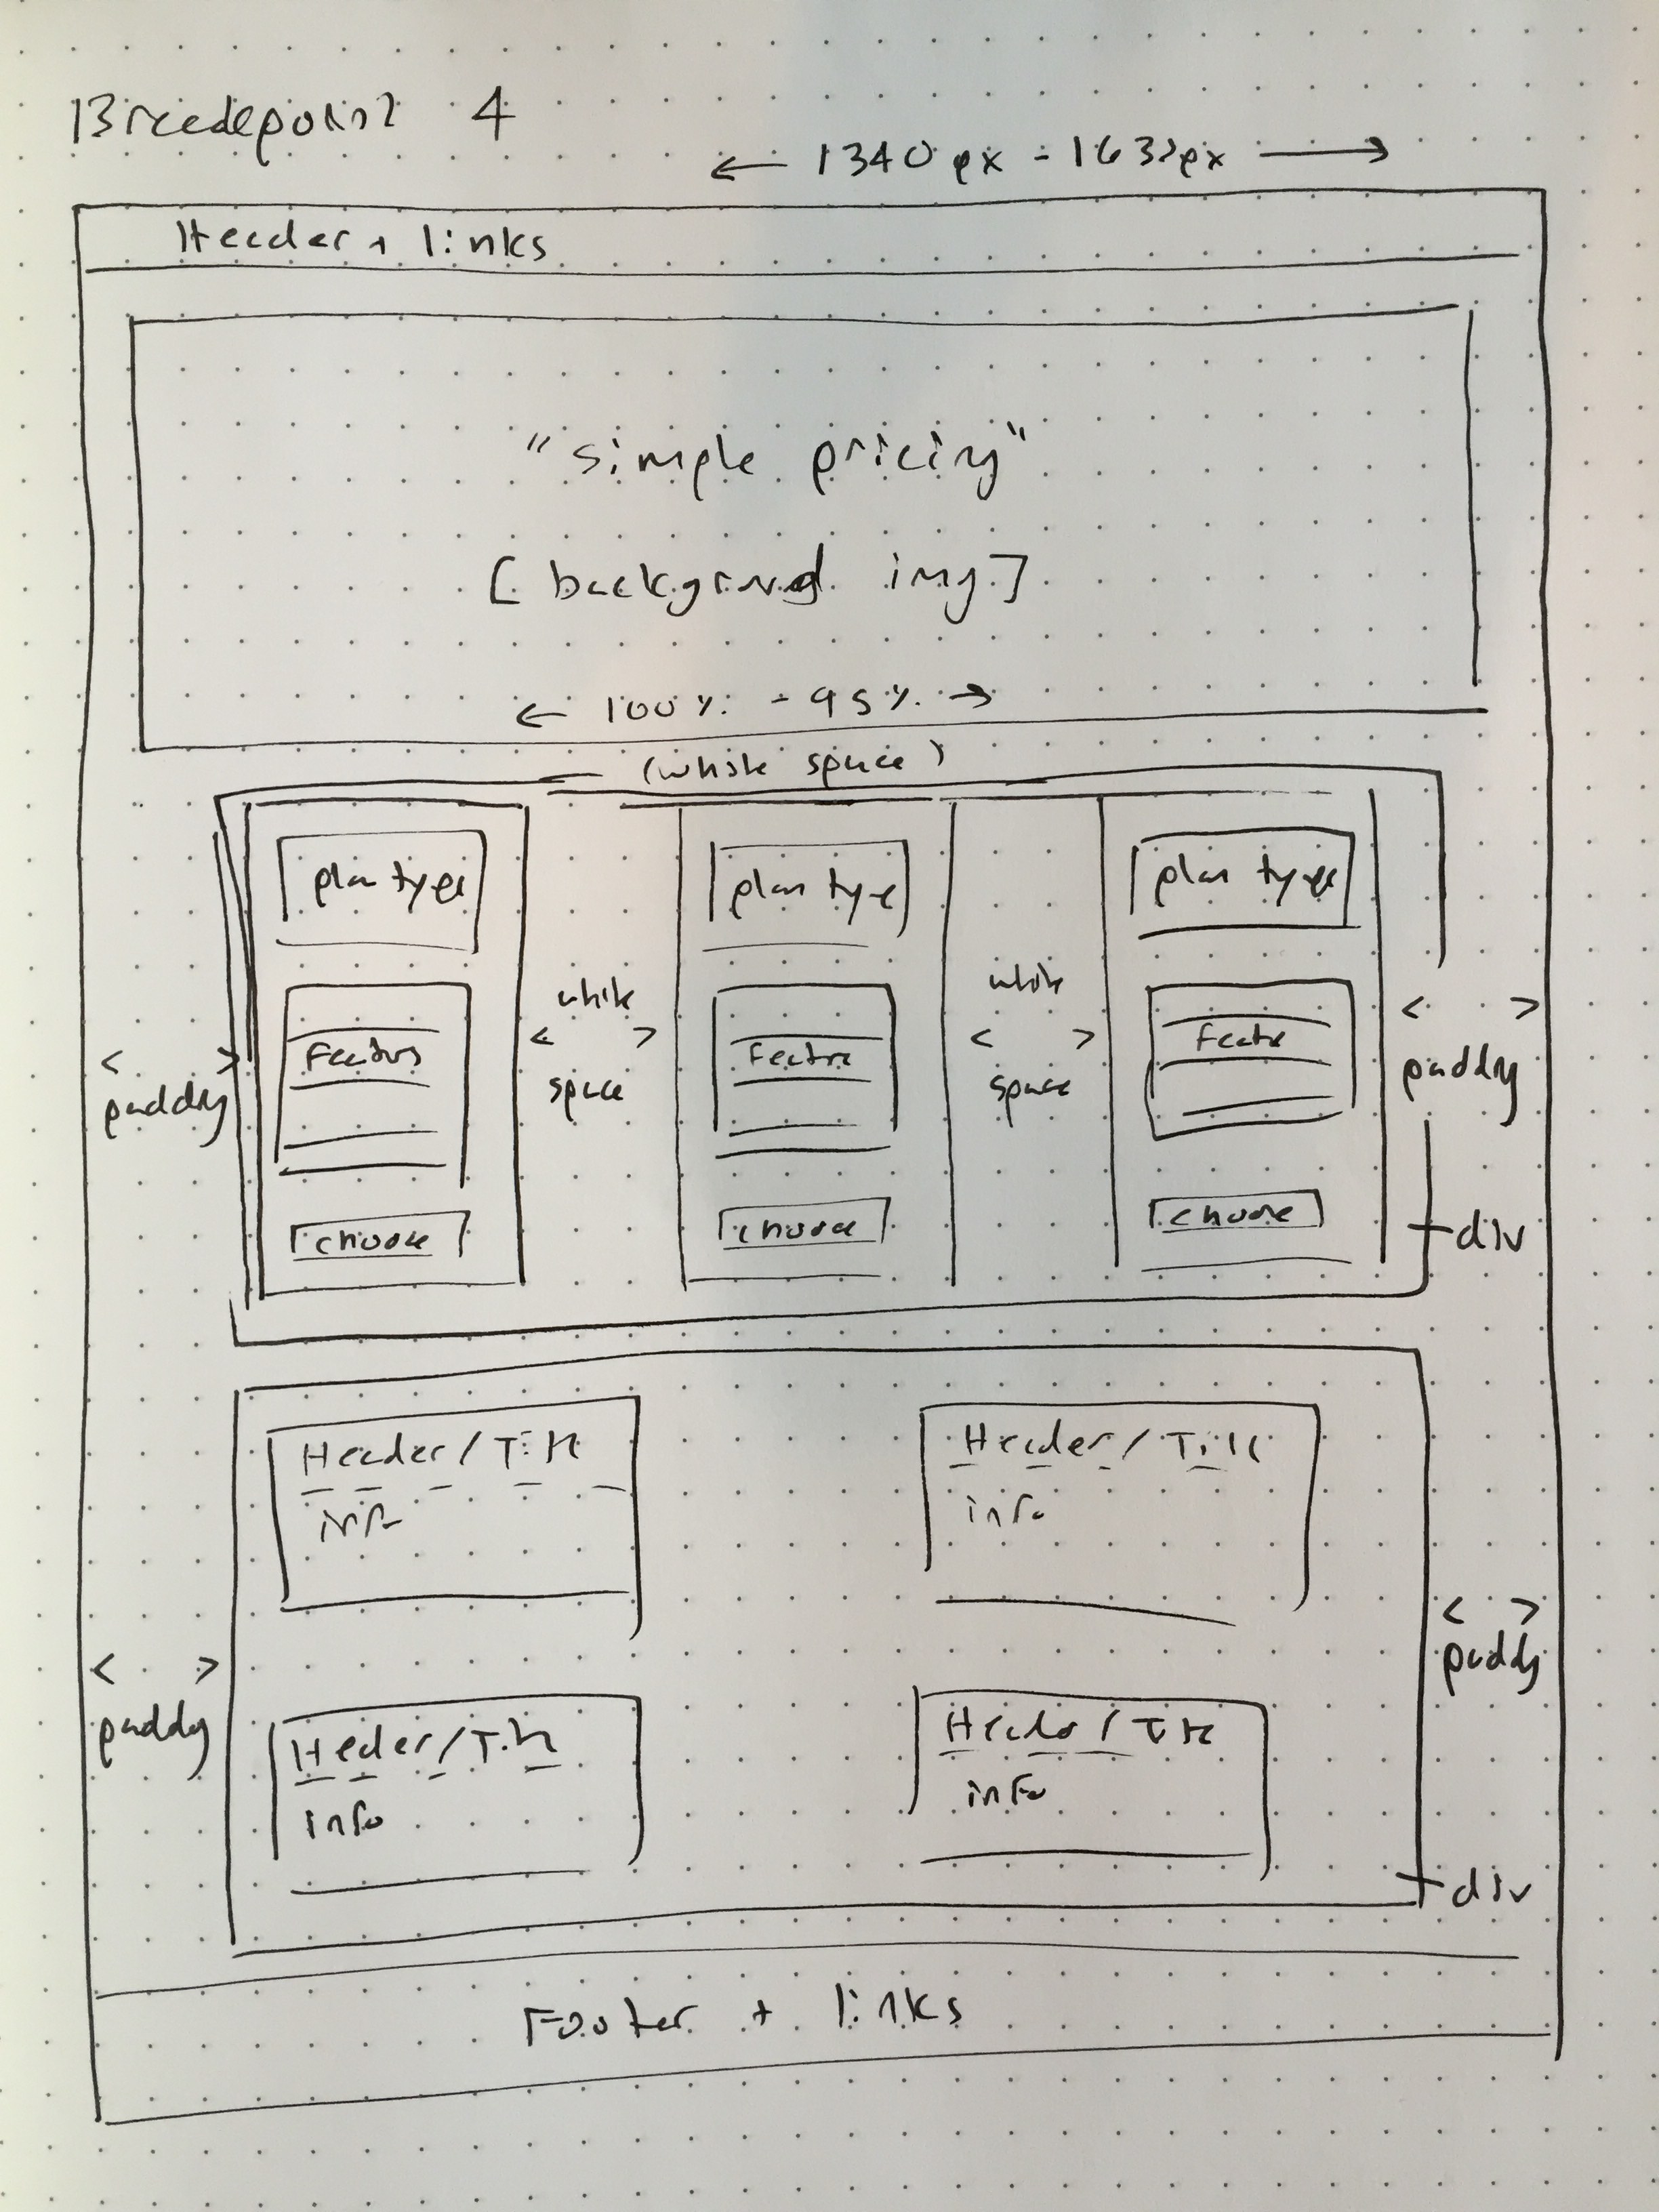 Breakpoint 4
← 1340 px - 1632px →
Header + links
"simple pricing"
[background img]
← 100% - 95% →
(white space)
plan type
plan type
plan type
white
white
< >
< >
< >
space
space
Features
Feature
Feature
< >
padding
padding
choose
choose
choose
div
Header/Title
info
Header/Title
info
< >
padding
< >
padding
Header/Title
info
Header/Title
info
div
Footer + links